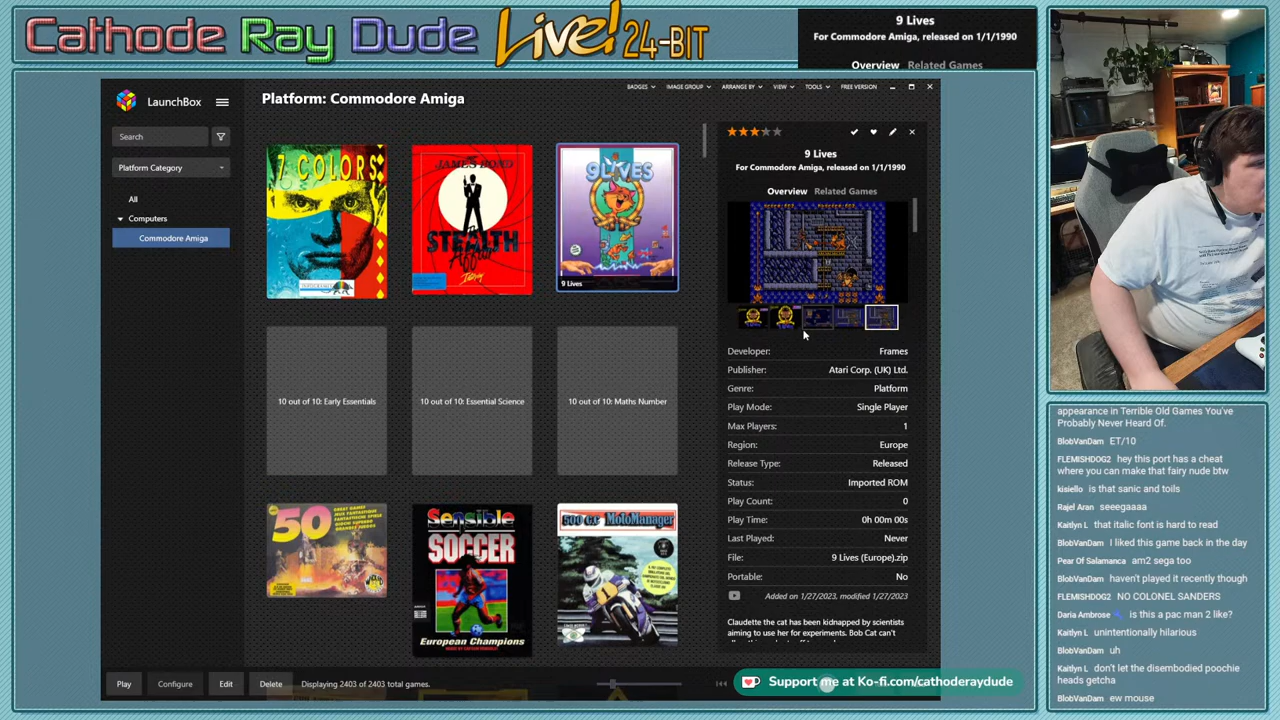 Cathode Ray Dude Live! 24-BIT
9 Lives
For Commodore Amiga, released on 1/1/1990
Overview Related Games
LaunchBox
Platform: Commodore Amiga
BADGES IMAGE GROUP ARRANGE BY VIEW TOOLS FREE VERSION
Search
Platform Category
All
Computers
Commodore Amiga
7 COLORS
JAMES BOND
THE STEALTH AFFAIR
9 LIVES
9 Lives
10 out of 10: Early Essentials
10 out of 10: Essential Science
10 out of 10: Maths Number
50
Sensible SOCCER
European Champions
500 c.c. MotoManager
9 Lives
For Commodore Amiga, released on 1/1/1990
Overview Related Games
Developer: Frames
Publisher: Atari Corp. (UK) Ltd.
Genre: Platform
Play Mode: Single Player
Max Players: 1
Region: Europe
Release Type: Released
Status: Imported ROM
Play Count: 0
Play Time: 0h 00m 00s
Last Played: Never
File: 9 Lives (Europe).zip
Portable: No
Added on 1/27/2023, modified 1/27/2023
Claudette the cat has been kidnapped by scientists
aiming to use her for experiments. Bob Cat can't
Play Configure Edit Delete Displaying 2403 of 2403 total games.
Support me at Ko-fi.com/cathoderaydude
appearance in Terrible Old Games You've
Probably Never Heard Of.
BlobVanDam ET/10
FLEMISHDOG2 hey this port has a cheat
where you can make that fairy nude btw
kisiello is that sanic and toils
Rajel Aran seeegaaaa
Kaitlyn L that italic font is hard to read
BlobVanDam I liked this game back in the day
Pear Of Salamanca am2 sega too
BlobVanDam haven't played it recently though
FLEMISHDOG2 NO COLONEL SANDERS
Daria Ambrose is this a pac man 2 like?
Kaitlyn L unintentionally hilarious
BlobVanDam uh
Kaitlyn L don't let the disembodied poochie
heads getcha
BlobVanDam ew mouse